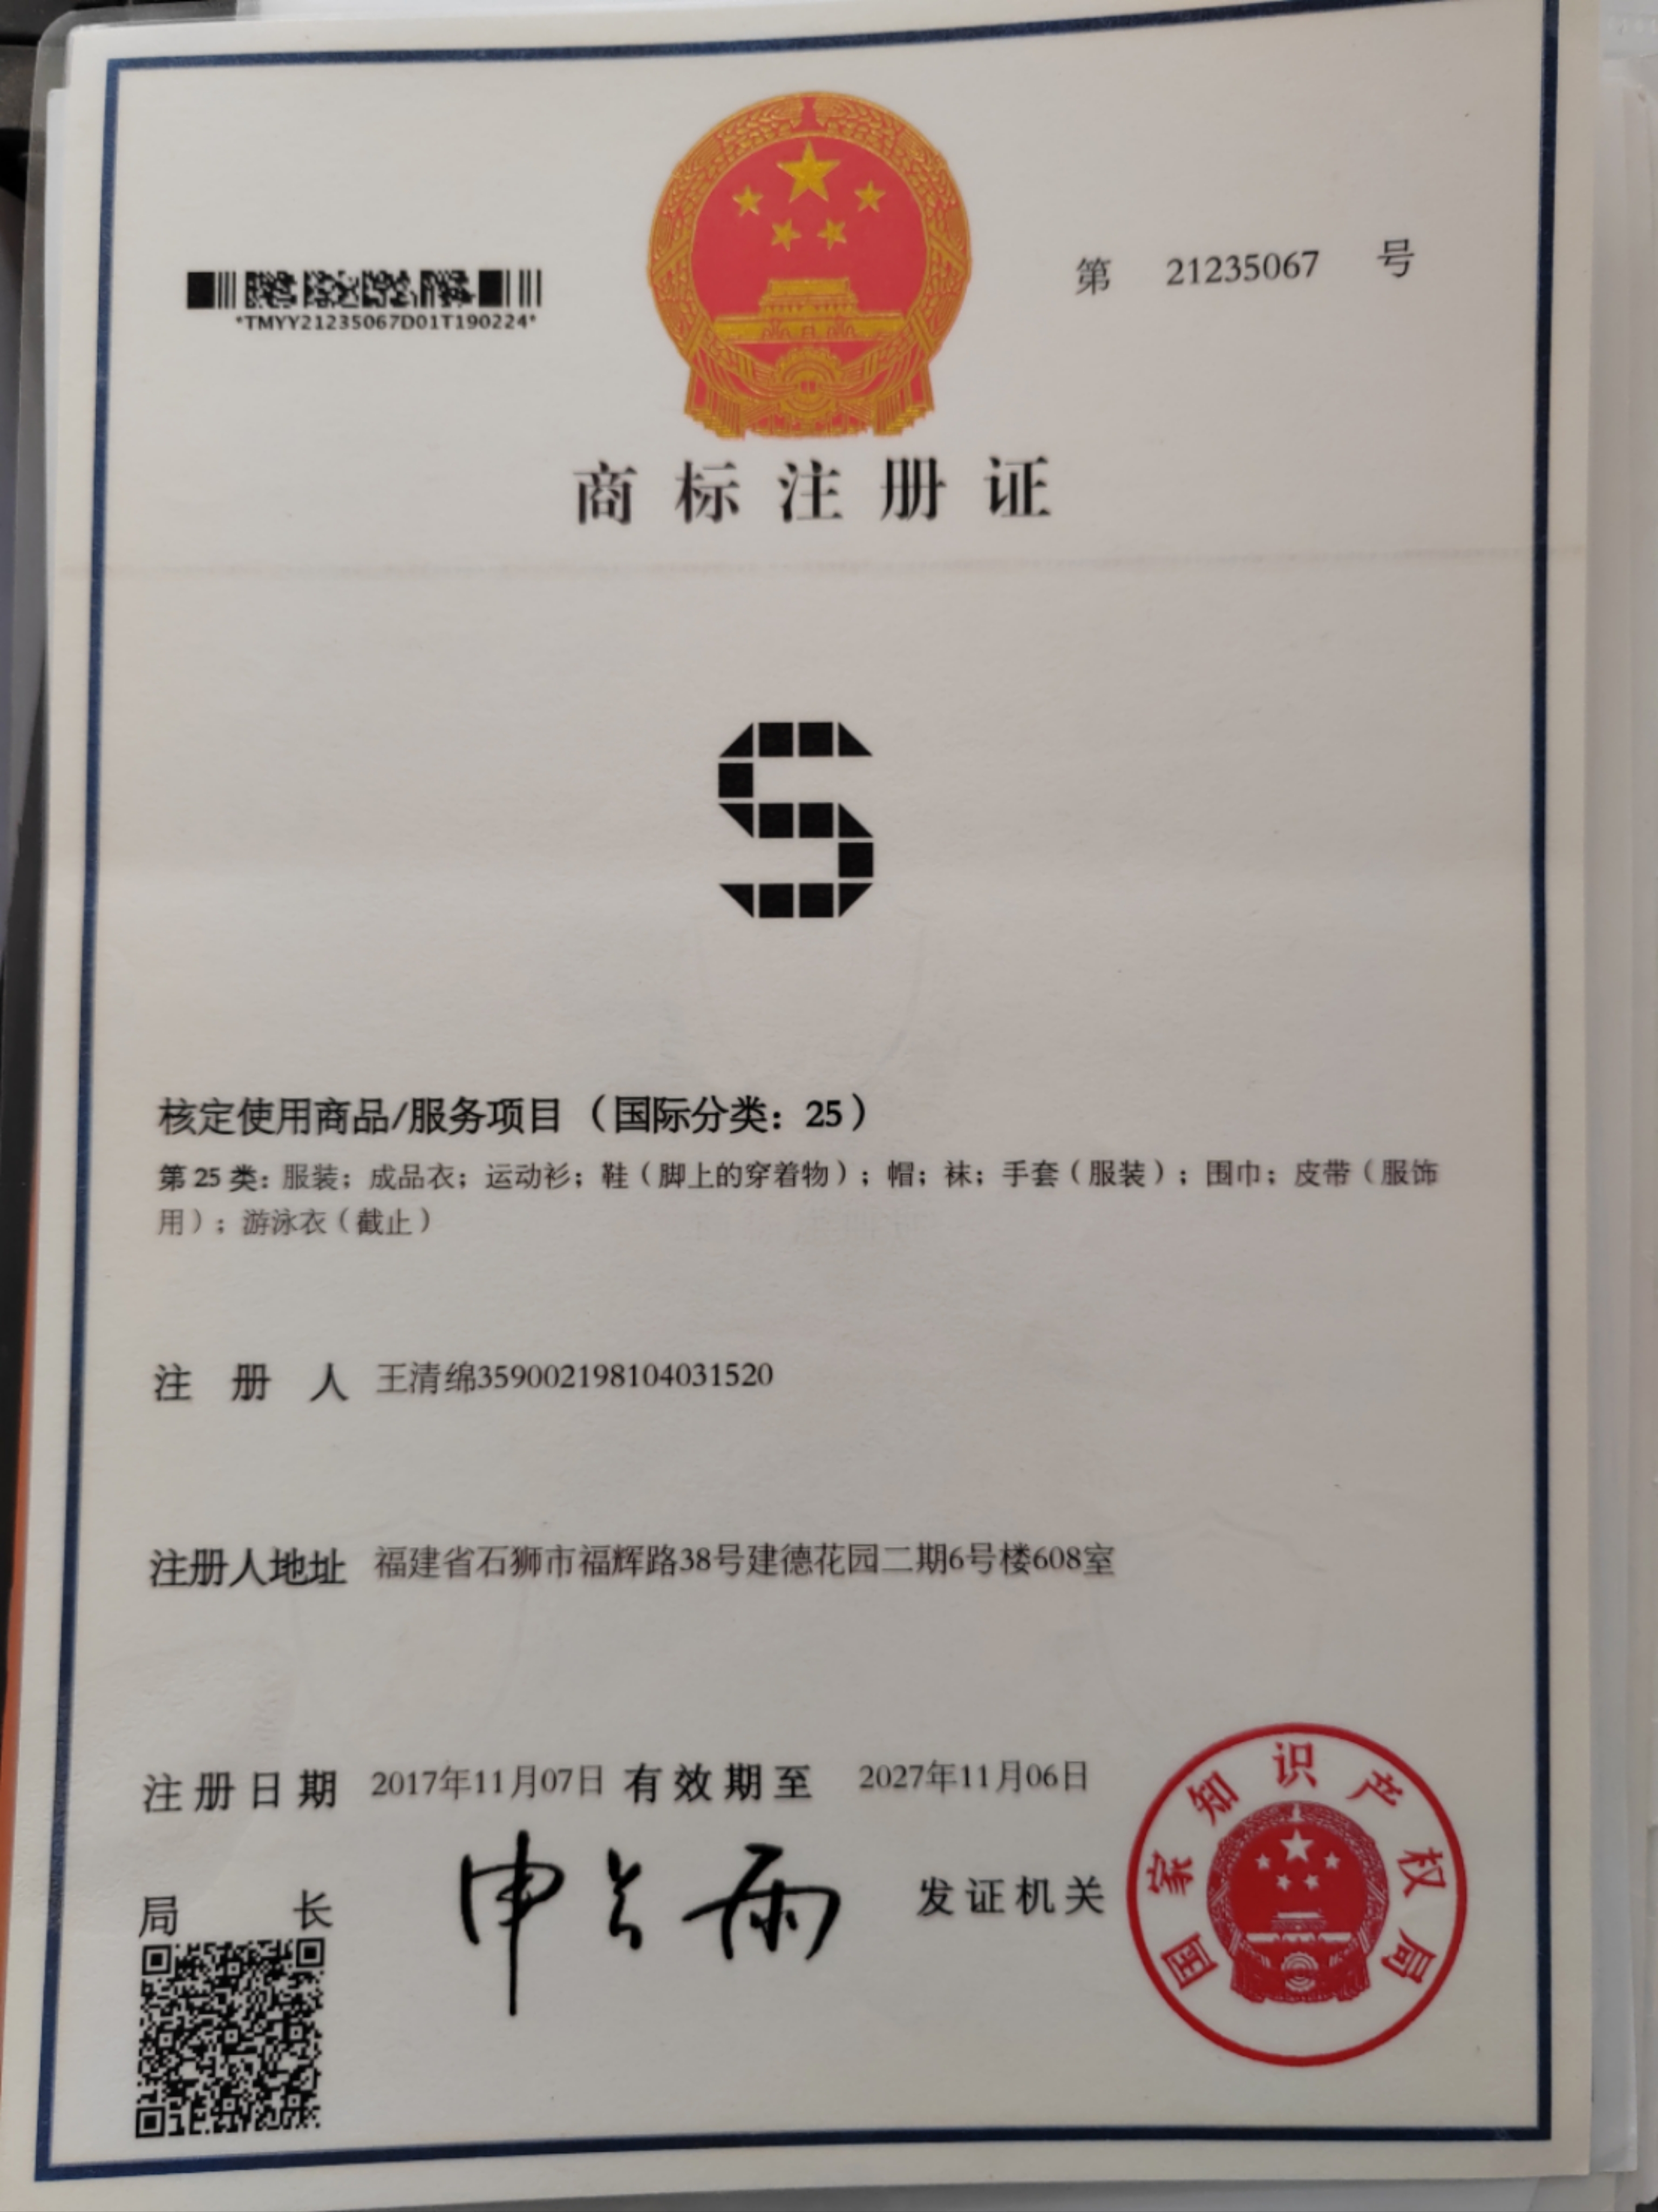 第 21235067 号
*TMYY21235067D01T190224*
商标注册证
S
核定使用商品/服务项目（国际分类：25）
第25类：服装；成品衣；运动衫；鞋（脚上的穿着物）；帽；袜；手套（服装）；围巾；皮带（服饰
用）；游泳衣（截止）
注册人 王清绵359002198104031520
注册人地址 福建省石狮市福辉路38号建德花园二期6号楼608室
注册日期 2017年11月07日 有效期至 2027年11月06日
局长 申长雨 发证机关
国家知识产权局